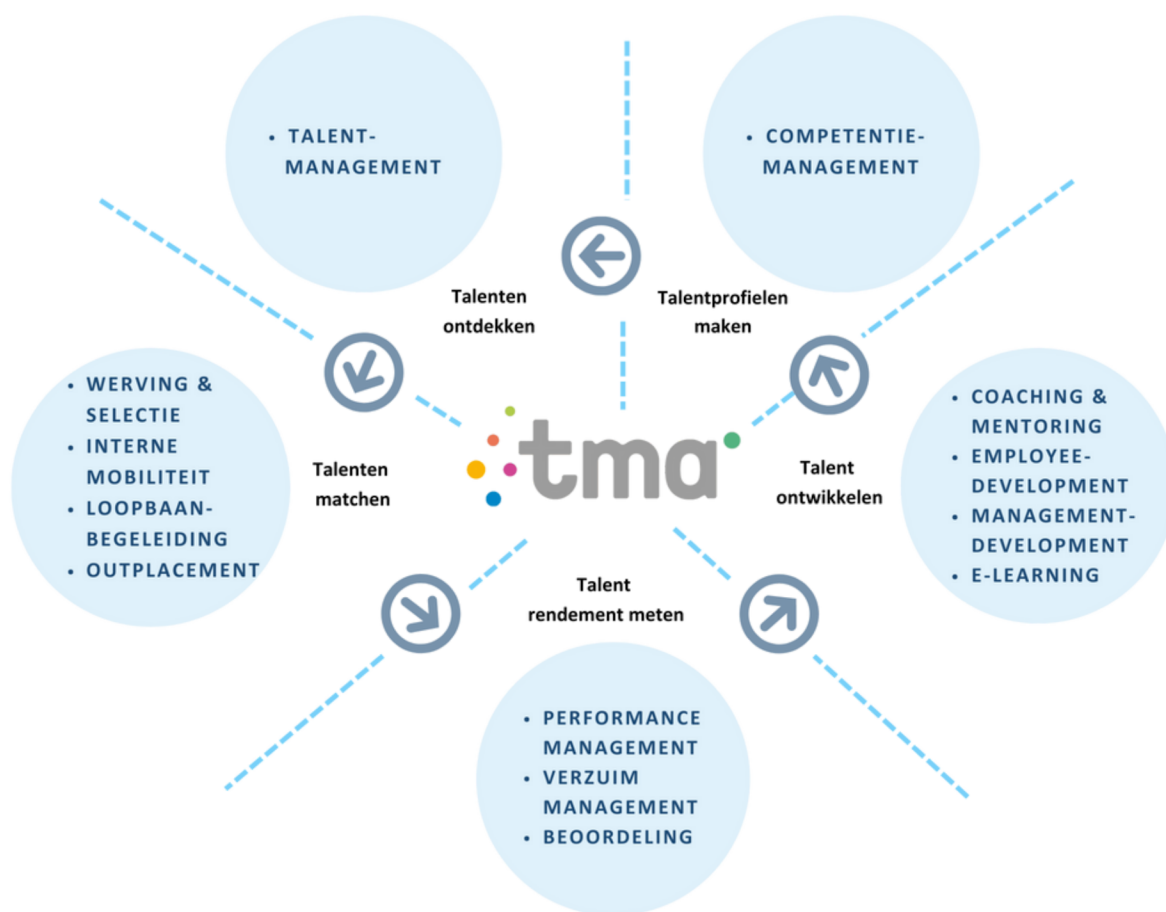 • TALENT-
MANAGEMENT
• COMPETENTIE-
MANAGEMENT
Talenten
ontdekken
Talentprofielen
maken
• WERVING &
SELECTIE
• INTERNE
MOBILITEIT
• LOOPBAAN-
BEGELEIDING
• OUTPLACEMENT
Talenten
matchen
tma
Talent
ontwikkelen
• COACHING &
MENTORING
• EMPLOYEE-
DEVELOPMENT
• MANAGEMENT-
DEVELOPMENT
• E-LEARNING
Talent
rendement meten
• PERFORMANCE
MANAGEMENT
• VERZUIM
MANAGEMENT
• BEOORDELING